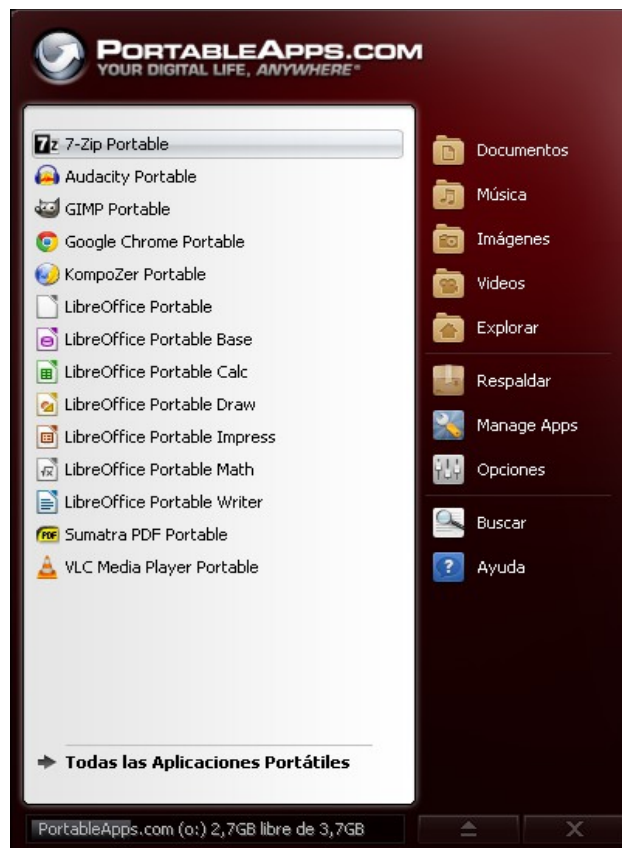 PORTABLEAPPS.COM
YOUR DIGITAL LIFE, ANYWHERE®
7-Zip Portable
Audacity Portable
GIMP Portable
Google Chrome Portable
KompoZer Portable
LibreOffice Portable
LibreOffice Portable Base
LibreOffice Portable Calc
LibreOffice Portable Draw
LibreOffice Portable Impress
LibreOffice Portable Math
LibreOffice Portable Writer
Sumatra PDF Portable
VLC Media Player Portable
Todas las Aplicaciones Portátiles
Documentos
Música
Imágenes
Videos
Explorar
Respaldar
Manage Apps
Opciones
Buscar
Ayuda
PortableApps.com (o:) 2,7GB libre de 3,7GB